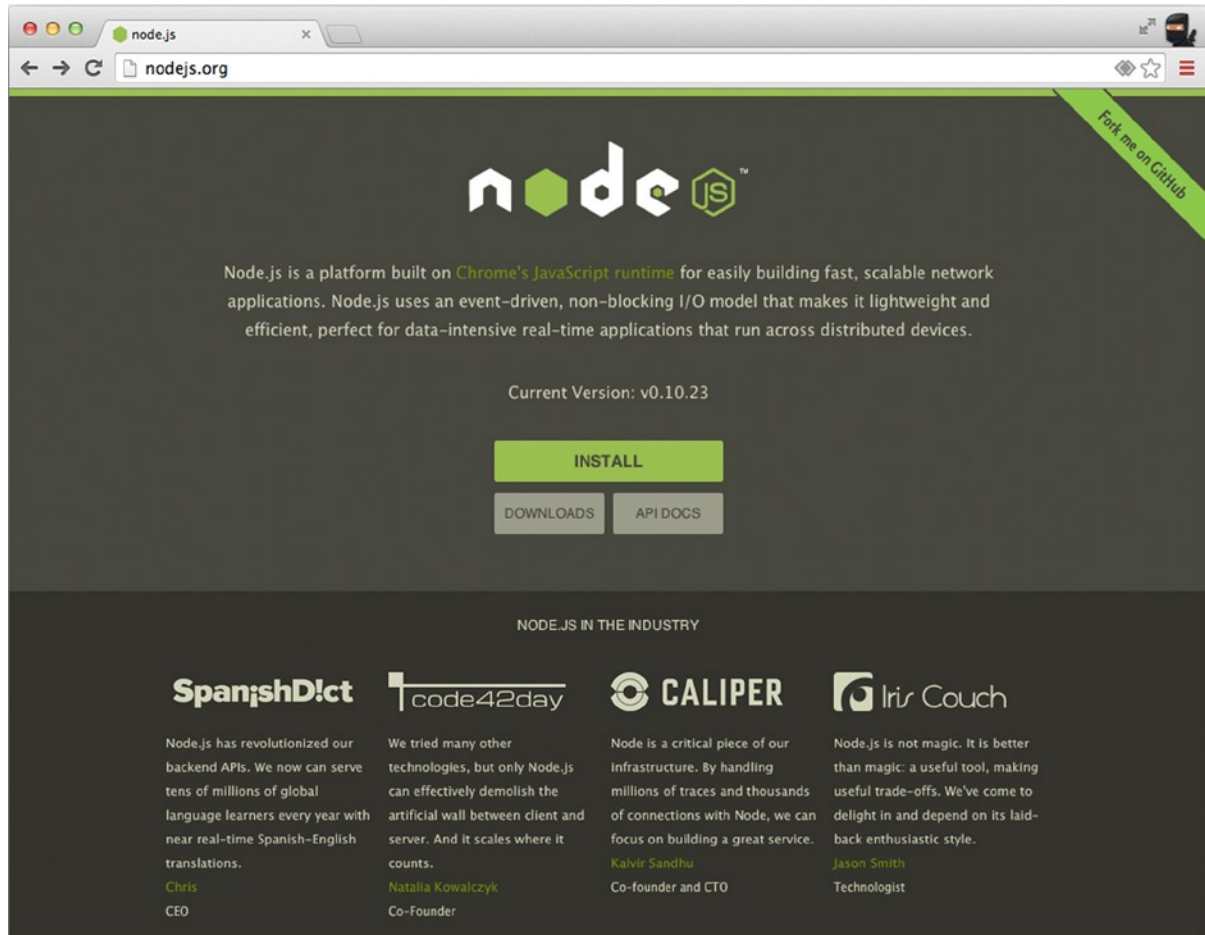 node.js
nodejs.org
Fork me on GitHub
node JS™
Node.js is a platform built on Chrome's JavaScript runtime for easily building fast, scalable network
applications. Node.js uses an event-driven, non-blocking I/O model that makes it lightweight and
efficient, perfect for data-intensive real-time applications that run across distributed devices.
Current Version: v0.10.23
INSTALL
DOWNLOADS API DOCS
NODE.JS IN THE INDUSTRY
Span¡shD!ct
Node.js has revolutionized our
backend APIs. We now can serve
tens of millions of global
language learners every year with
near real-time Spanish-English
translations.
Chris
CEO
code42day
We tried many other
technologies, but only Node.js
can effectively demolish the
artificial wall between client and
server. And it scales where it
counts.
Natalia Kowalczyk
Co-Founder
CALIPER
Node is a critical piece of our
infrastructure. By handling
millions of traces and thousands
of connections with Node, we can
focus on building a great service.
Kalvir Sandhu
Co-founder and CTO
Iris Couch
Node.js is not magic. It is better
than magic: a useful tool, making
useful trade-offs. We've come to
delight in and depend on its laid-
back enthusiastic style.
Jason Smith
Technologist